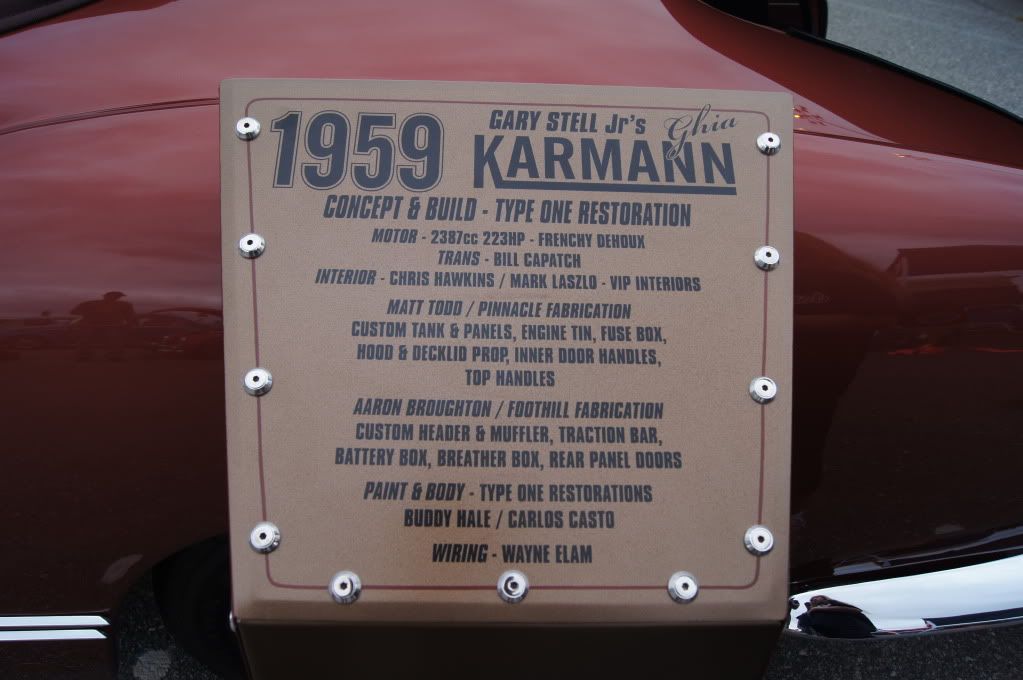 1959 GARY STELL Jr's Ghia
KARMANN
CONCEPT & BUILD - TYPE ONE RESTORATION
MOTOR - 2387cc 223HP - FRENCHY DEHOUX
TRANS - BILL CAPATCH
INTERIOR - CHRIS HAWKINS / MARK LASZLO - VIP INTERIORS
MATT TODD / PINNACLE FABRICATION
CUSTOM TANK & PANELS, ENGINE TIN, FUSE BOX,
HOOD & DECKLID PROP, INNER DOOR HANDLES,
TOP HANDLES
AARON BROUGHTON / FOOTHILL FABRICATION
CUSTOM HEADER & MUFFLER, TRACTION BAR,
BATTERY BOX, BREATHER BOX, REAR PANEL DOORS
PAINT & BODY - TYPE ONE RESTORATIONS
BUDDY HALE / CARLOS CASTO
WIRING - WAYNE ELAM